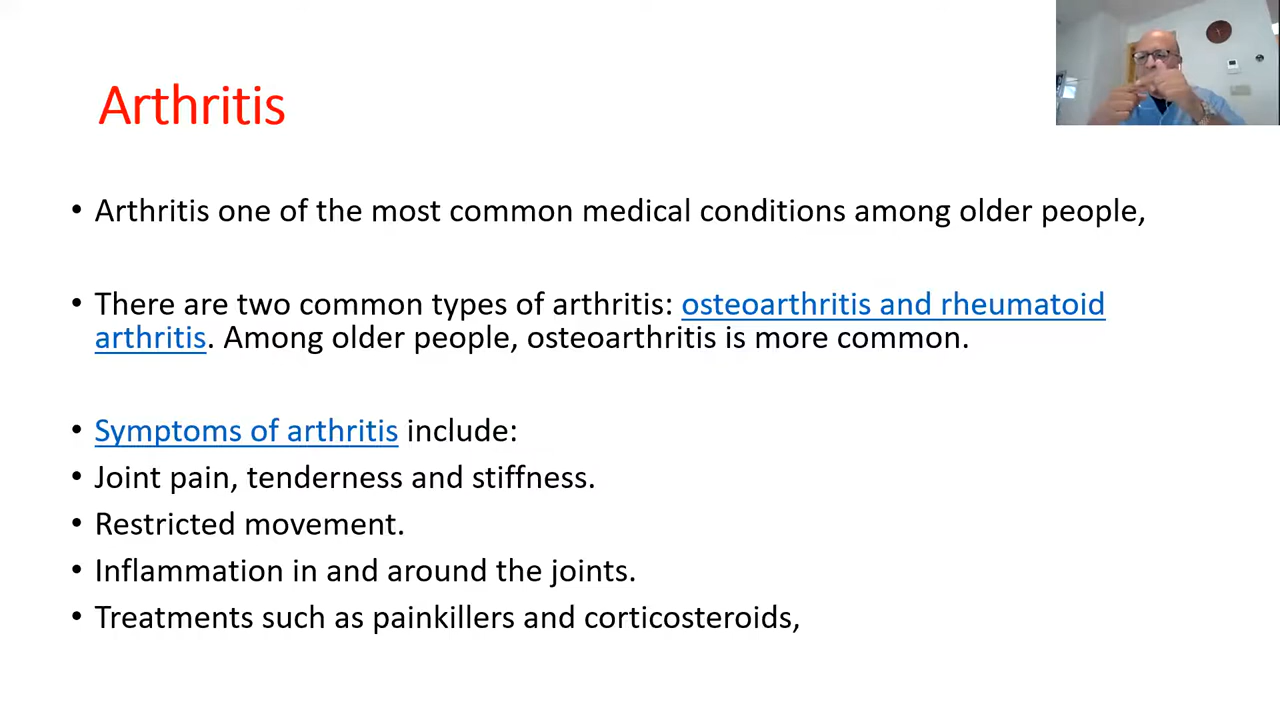 Arthritis
• Arthritis one of the most common medical conditions among older people,
• There are two common types of arthritis: osteoarthritis and rheumatoid
arthritis. Among older people, osteoarthritis is more common.
• Symptoms of arthritis include:
• Joint pain, tenderness and stiffness.
• Restricted movement.
• Inflammation in and around the joints.
• Treatments such as painkillers and corticosteroids,